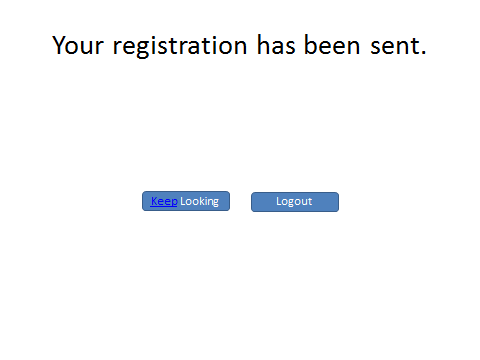 Your registration has been sent.
Keep Looking
Logout